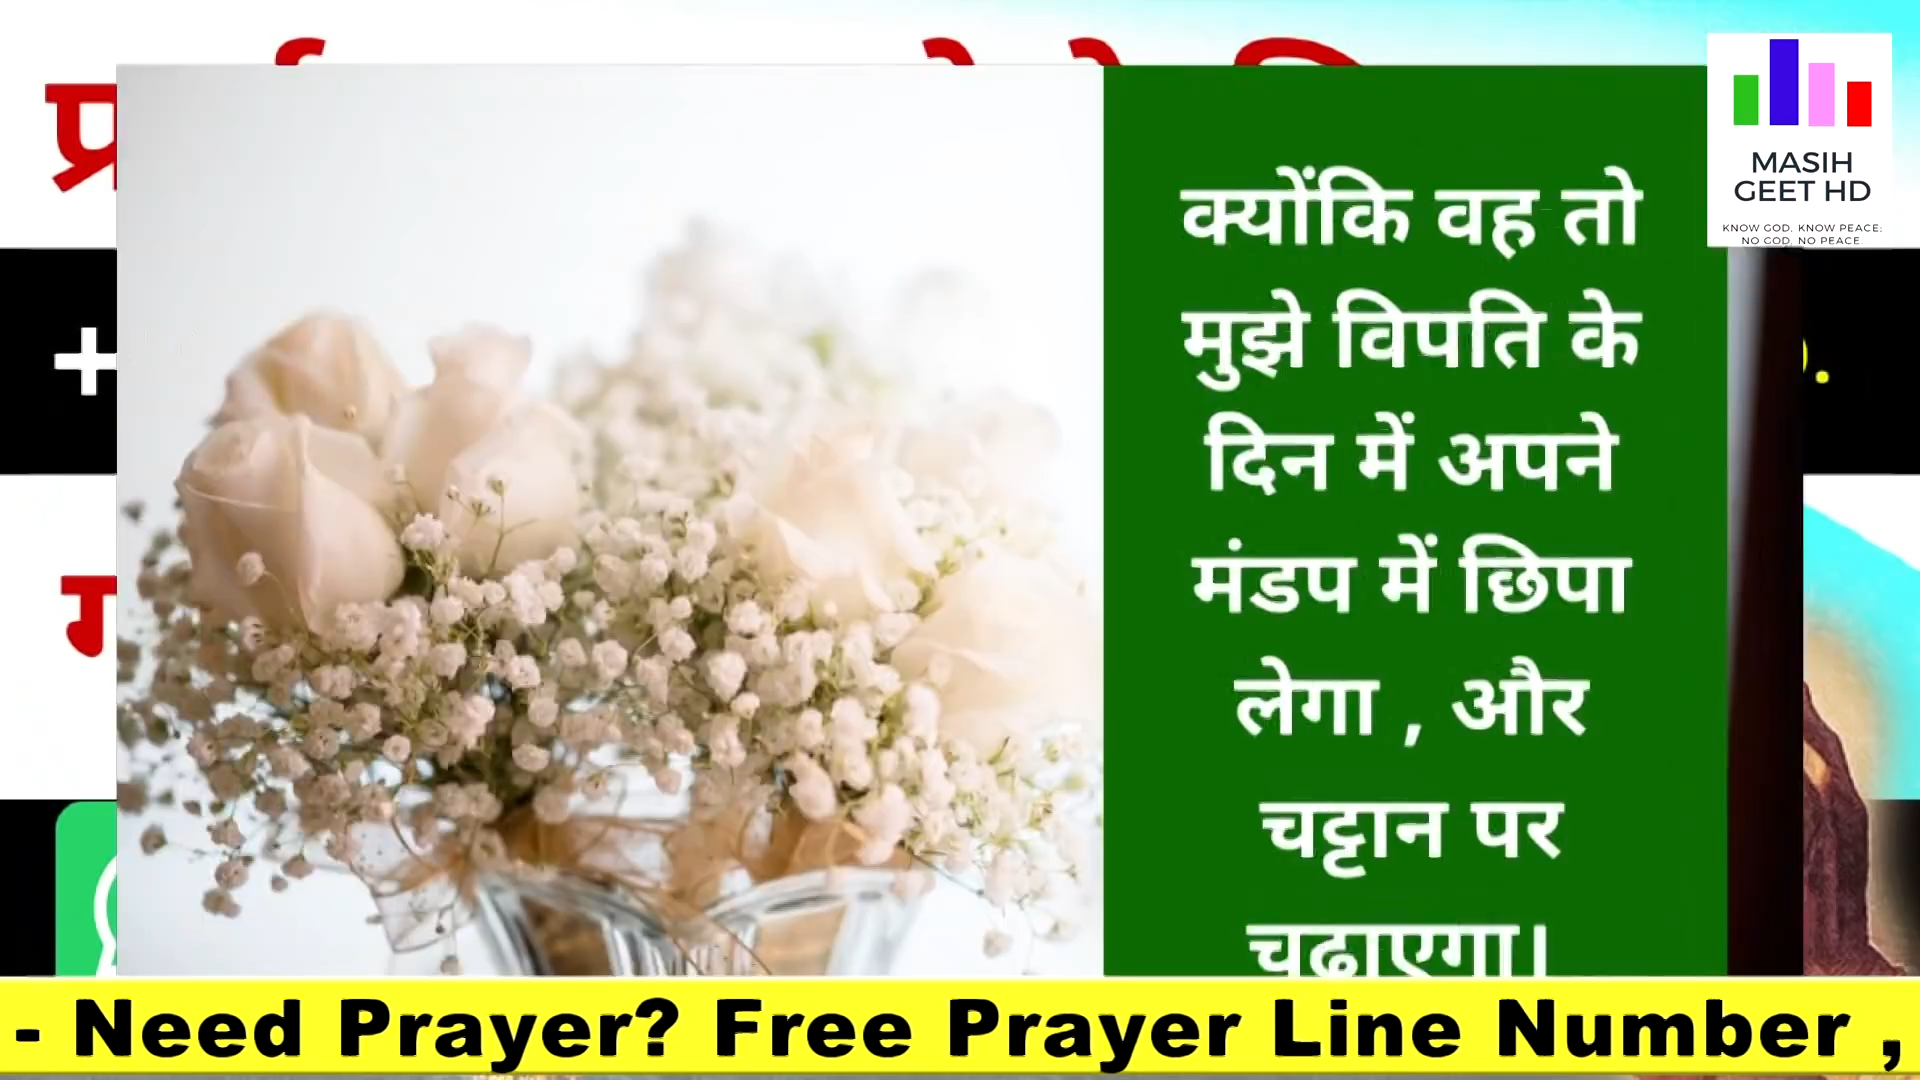 क्योंकि वह तो
मुझे विपति के
दिन में अपने
मंडप में छिपा
लेगा , और
चट्टान पर
चढाएगा।
MASIH
GEET HD
KNOW GOD, KNOW PEACE;
NO GOD, NO PEACE
- Need Prayer? Free Prayer Line Number ,